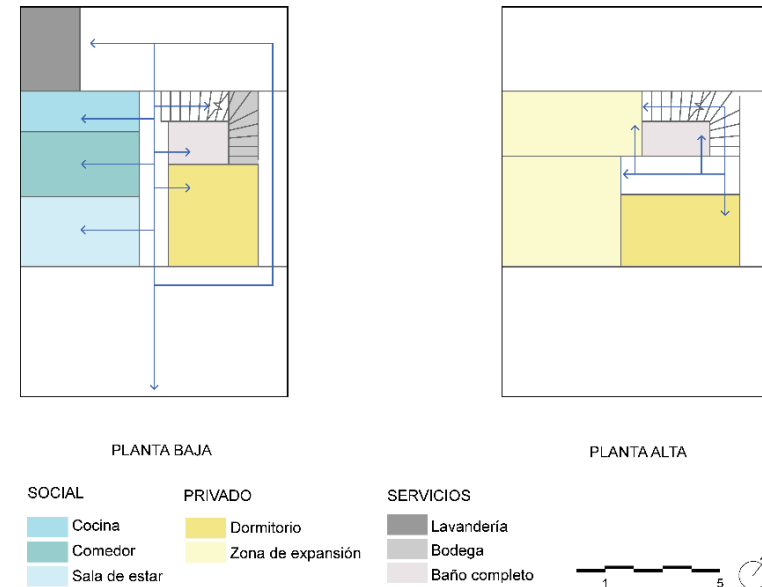 PLANTA BAJA
PLANTA ALTA
SOCIAL
Cocina
Comedor
Sala de estar
PRIVADO
Dormitorio
Zona de expansión
SERVICIOS
Lavandería
Bodega
Baño completo
1 5